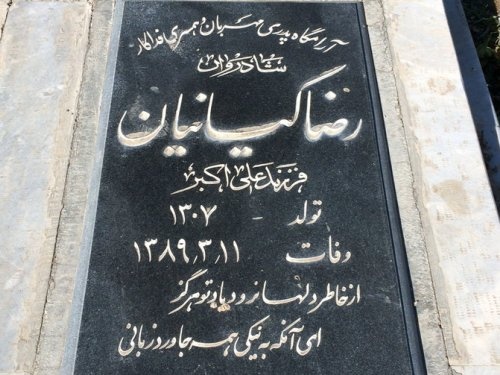 آرامگاه پدری مهربان و همسری فداکار
شادروان
رضا کیانیان
فرزند علی اکبر
تولد - ۱۳۰۷
وفات ۱۳۸۹٫۳٫۱۱
از خاطر دلها نرود یاد تو هرگز
ای آنکه به نیکی همه جا ورد زبانی